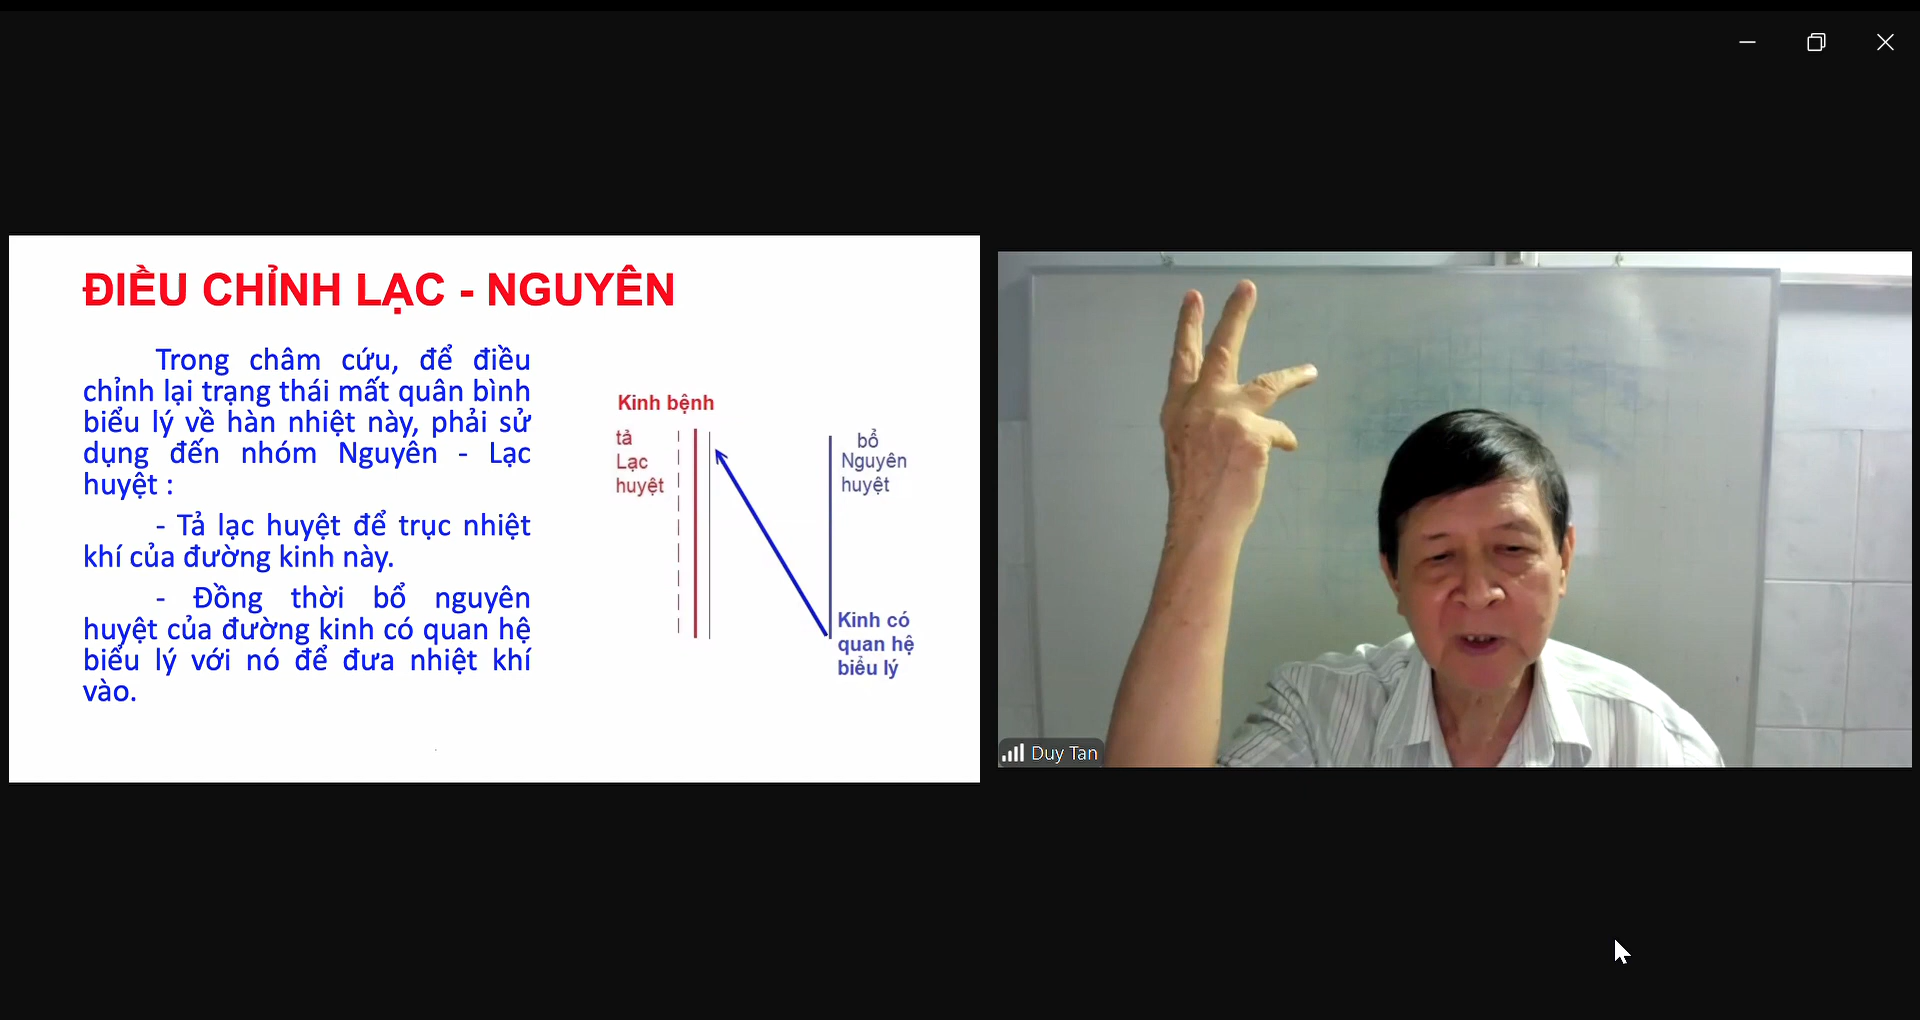 ĐIỀU CHỈNH LẠC - NGUYÊN
Trong châm cứu, để điều
chỉnh lại trạng thái mất quân bình
biểu lý về hàn nhiệt này, phải sử
dụng đến nhóm Nguyên - Lạc
huyệt :
- Tả lạc huyệt để trục nhiệt
khí của đường kinh này.
- Đồng thời bổ nguyên
huyệt của đường kinh có quan hệ
biểu lý với nó để đưa nhiệt khí
vào.
Kinh bệnh
tả
Lạc
huyệt
bổ
Nguyên
huyệt
Kinh có
quan hệ
biểu lý
Duy Tan